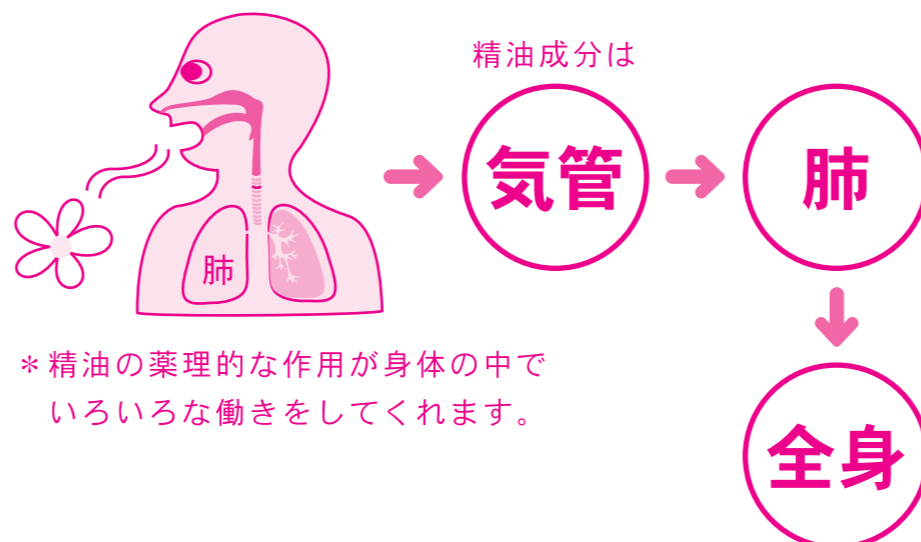 精油成分は
気管
肺
全身
肺
＊精油の薬理的な作用が身体の中で
いろいろな働きをしてくれます。